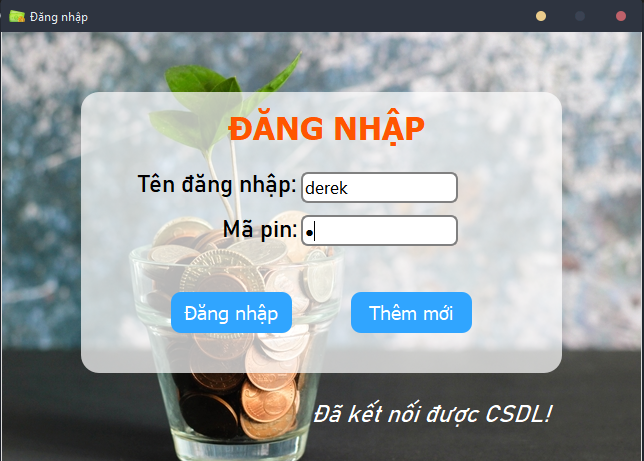 Đăng nhập
ĐĂNG NHẬP
Tên đăng nhập: derek
Mã pin: •
Đăng nhập Thêm mới
Đã kết nối được CSDL!